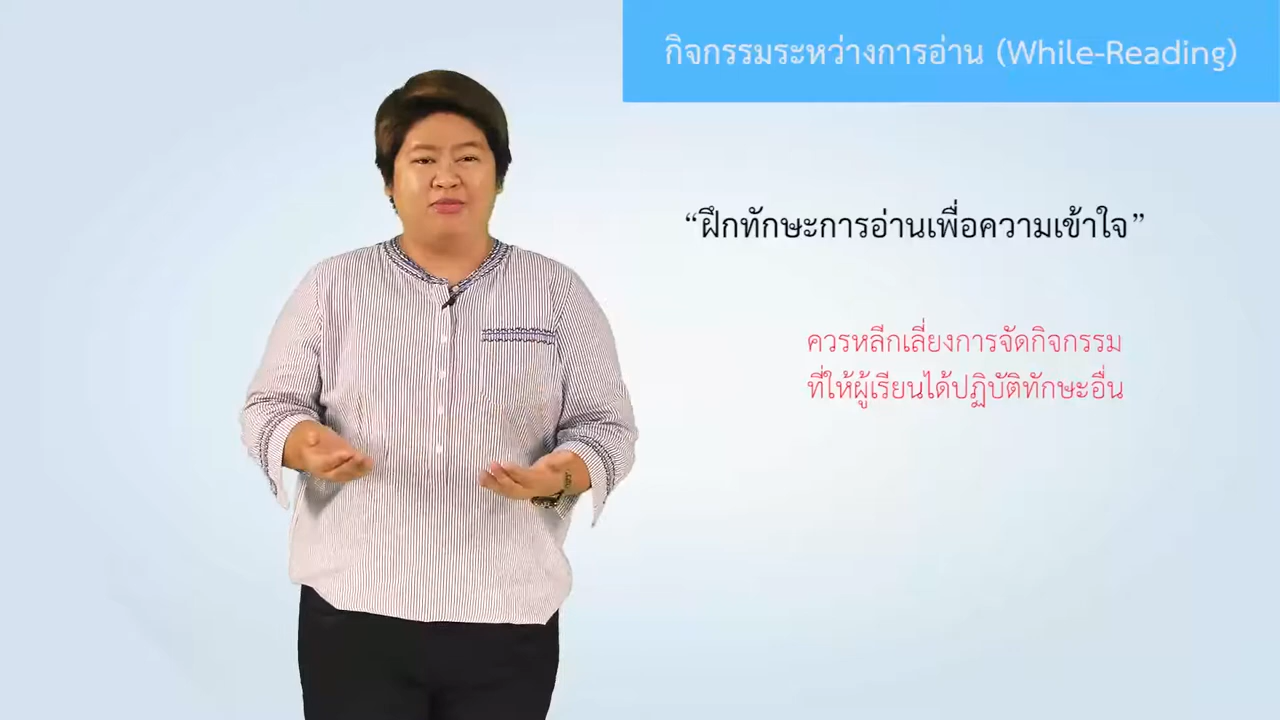 กิจกรรมระหว่างการอ่าน (While-Reading)
“ฝึกทักษะการอ่านเพื่อความเข้าใจ”
ควรหลีกเลี่ยงการจัดกิจกรรม
ที่ให้ผู้เรียนได้ปฏิบัติทักษะอื่น